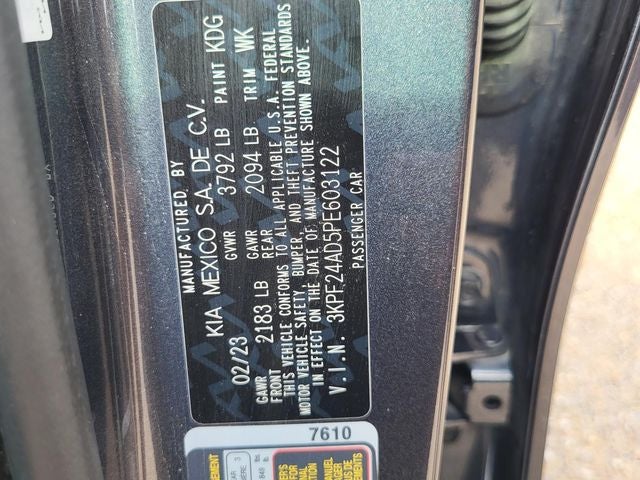 MANUFACTURED, BY
KIA MEXICO S.A. DE C.V.
02/23 GVWR 3792 LB PAINT KDG
GAWR FRONT 2183 LB GAWR REAR 2094 LB TRIM WK
THIS VEHICLE CONFORMS TO ALL APPLICABLE U.S.A. FEDERAL
MOTOR VEHICLE SAFETY, BUMPER, AND THEFT PREVENTION STANDARDS
IN EFFECT ON THE DATE OF MANUFACTURE SHOWN ABOVE.
V.I.N. 3KPF24AD5PE603122
PASSENGER CAR
7610